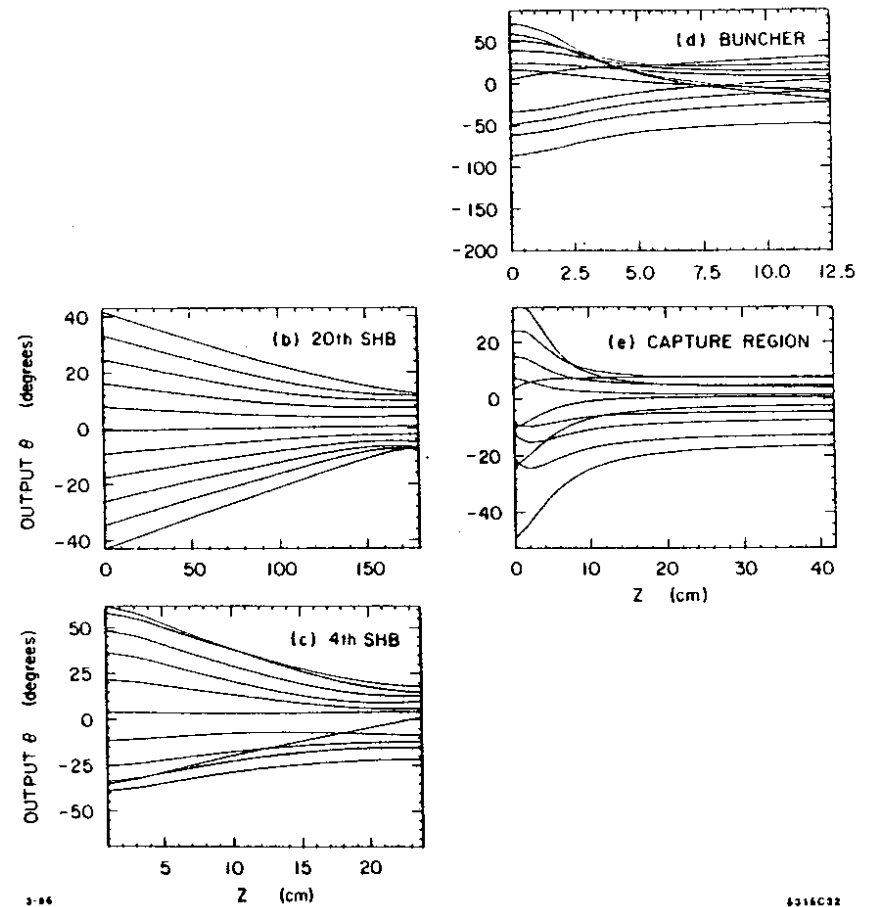 (d) BUNCHER
50
0
-50
-100
-150
-200
0 2.5 5.0 7.5 10.0 12.5
(b) 20th SHB
OUTPUT θ (degrees)
40
20
0
-20
-40
0 50 100 150
(e) CAPTURE REGION
20
0
-20
-40
0 10 20 30 40
Z (cm)
(c) 4th SHB
OUTPUT θ (degrees)
50
25
0
-25
-50
5 10 15 20
Z (cm)
3-86